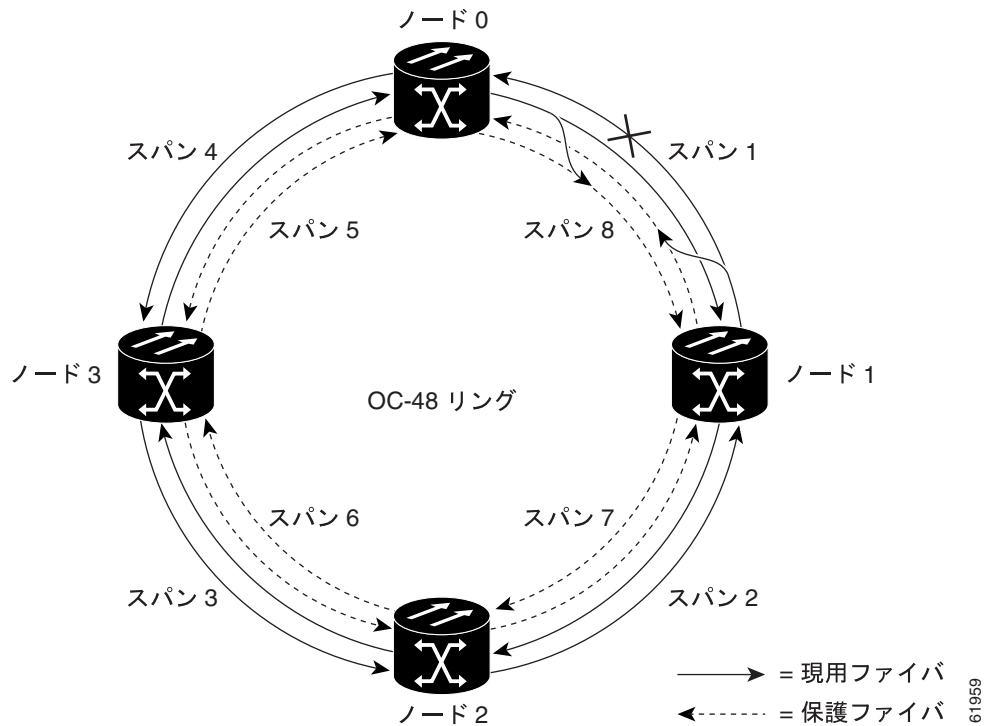 ノード 0
スパン 4
スパン 1
スパン 5
スパン 8
ノード 3
OC-48 リング
ノード 1
スパン 6
スパン 7
スパン 3
スパン 2
ノード 2
= 現用ファイバ
= 保護ファイバ
61959